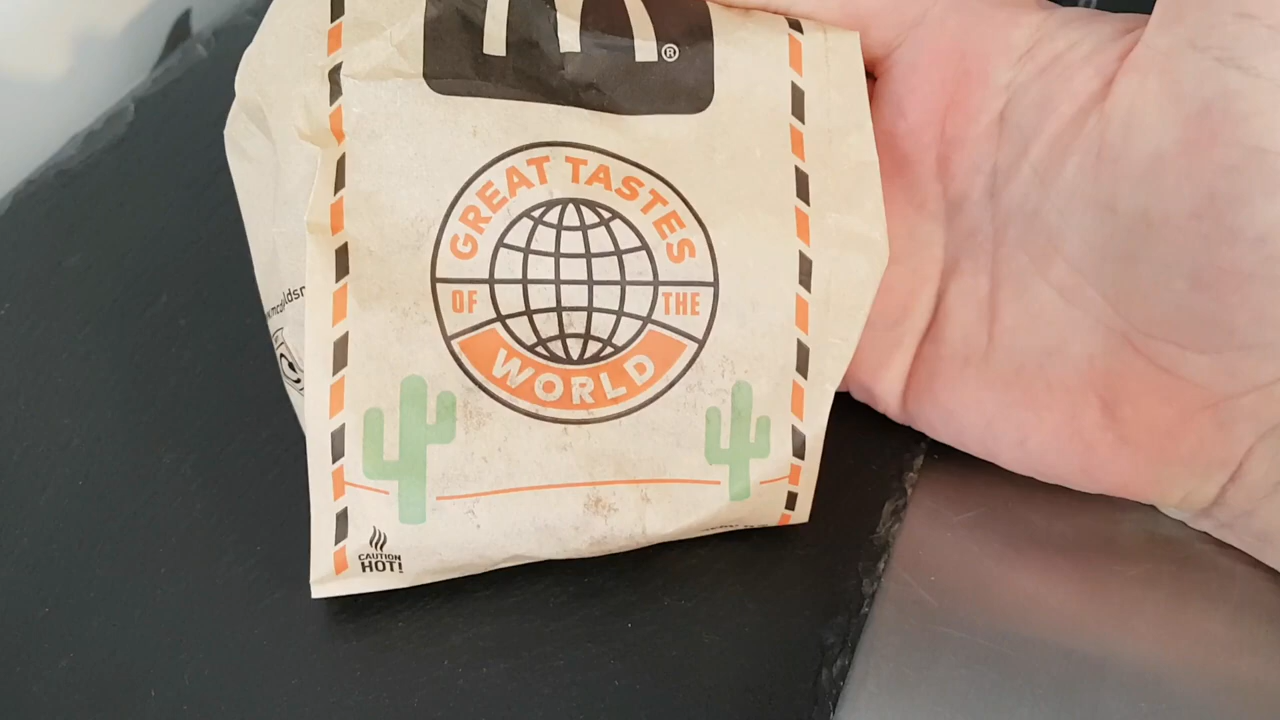 ®
GREAT TASTES
OF THE
WORLD
CAUTION
HOT!